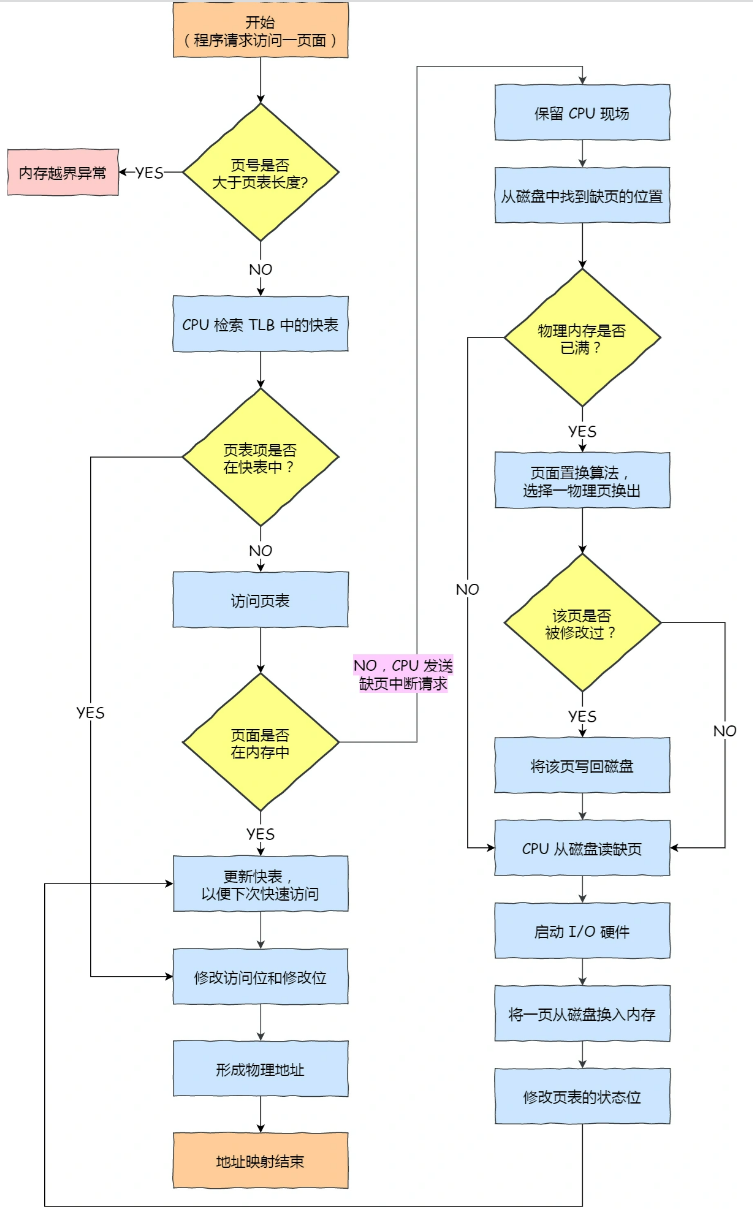 开始
（程序请求访问一页面）
页号是否
大于页表长度?
YES
内存越界异常
NO
CPU 检索 TLB 中的快表
页表项是否
在快表中？
YES
NO
访问页表
页面是否
在内存中
NO，CPU 发送
缺页中断请求
YES
更新快表，
以便下次快速访问
修改访问位和修改位
形成物理地址
地址映射结束
保留 CPU 现场
从磁盘中找到缺页的位置
物理内存是否
已满？
NO
YES
页面置换算法，
选择一物理页换出
该页是否
被修改过？
NO
YES
将该页写回磁盘
CPU 从磁盘读缺页
启动 I/O 硬件
将一页从磁盘换入内存
修改页表的状态位